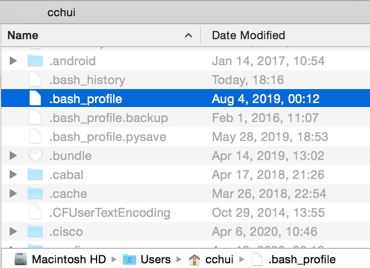 cchui
Name Date Modified
.android Jan 14, 2017, 10:54
.bash_history Today, 18:16
.bash_profile Aug 4, 2019, 00:12
.bash_profile.backup Feb 1, 2016, 11:07
.bash_profile.pysave May 28, 2019, 18:53
.bundle Apr 14, 2019, 13:02
.cabal Apr 17, 2018, 21:26
.cache Mar 26, 2018, 22:54
.CFUserTextEncoding Oct 29, 2014, 13:55
.cisco Apr 6, 2020, 10:46
Macintosh HD Users cchui .bash_profile